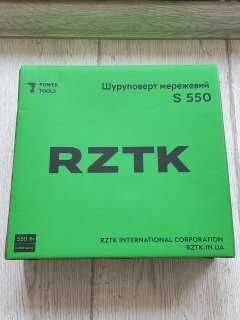 POWER
TOOLS
Шуруповерт мережевий
S 550
RZTK
550 Вт
RZTK INTERNATIONAL CORPORATION
RZTK.IN.UA